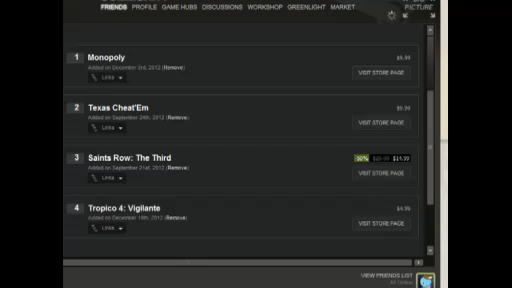 FRIENDS PROFILE GAME HUBS DISCUSSIONS WORKSHOP GREENLIGHT MARKET
PICTURE
1 Monopoly
$9.99
Added on December 3rd, 2012 (Remove)
Links
VISIT STORE PAGE
2 Texas Cheat'Em
$9.99
Added on September 24th, 2012 (Remove)
Links
VISIT STORE PAGE
3 Saints Row: The Third
$14.99
Added on September 21st, 2012 (Remove)
Links
VISIT STORE PAGE
4 Tropico 4: Vigilante
$4.99
Added on December 19th, 2012 (Remove)
Links
VISIT STORE PAGE
VIEW FRIENDS LIST